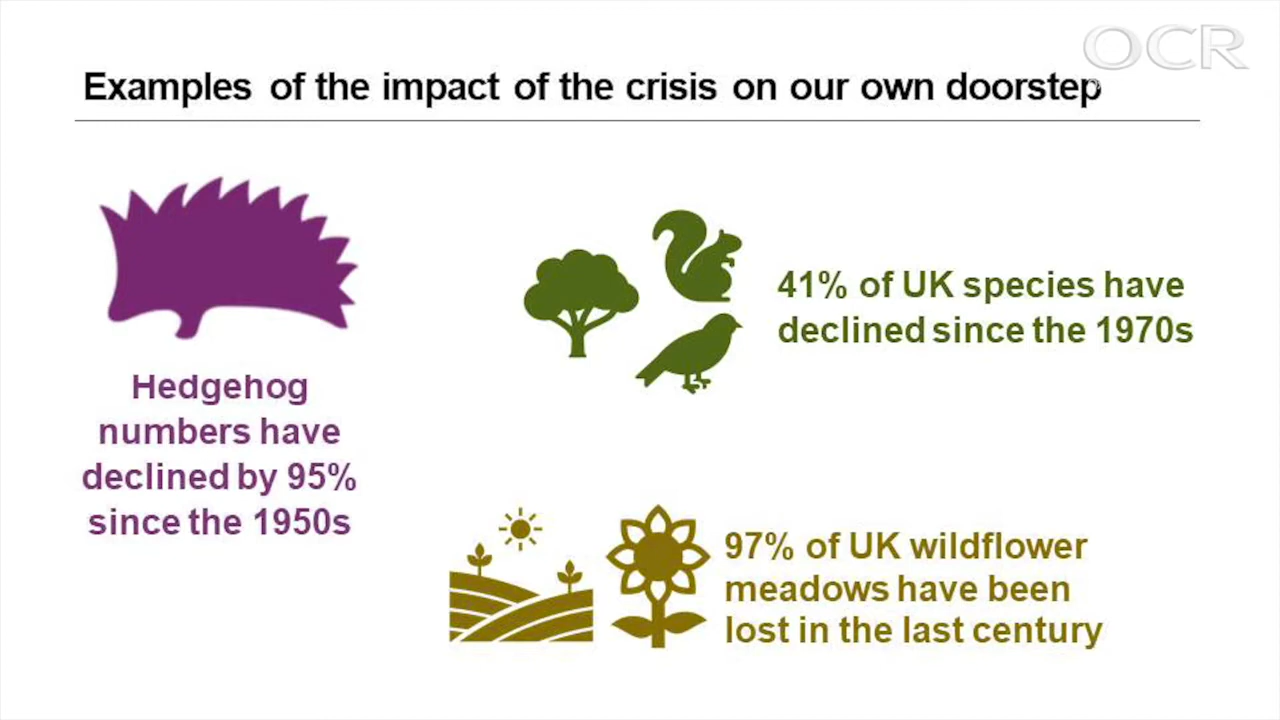 OCR
Examples of the impact of the crisis on our own doorstep
Hedgehog
numbers have
declined by 95%
since the 1950s
41% of UK species have
declined since the 1970s
97% of UK wildflower
meadows have been
lost in the last century